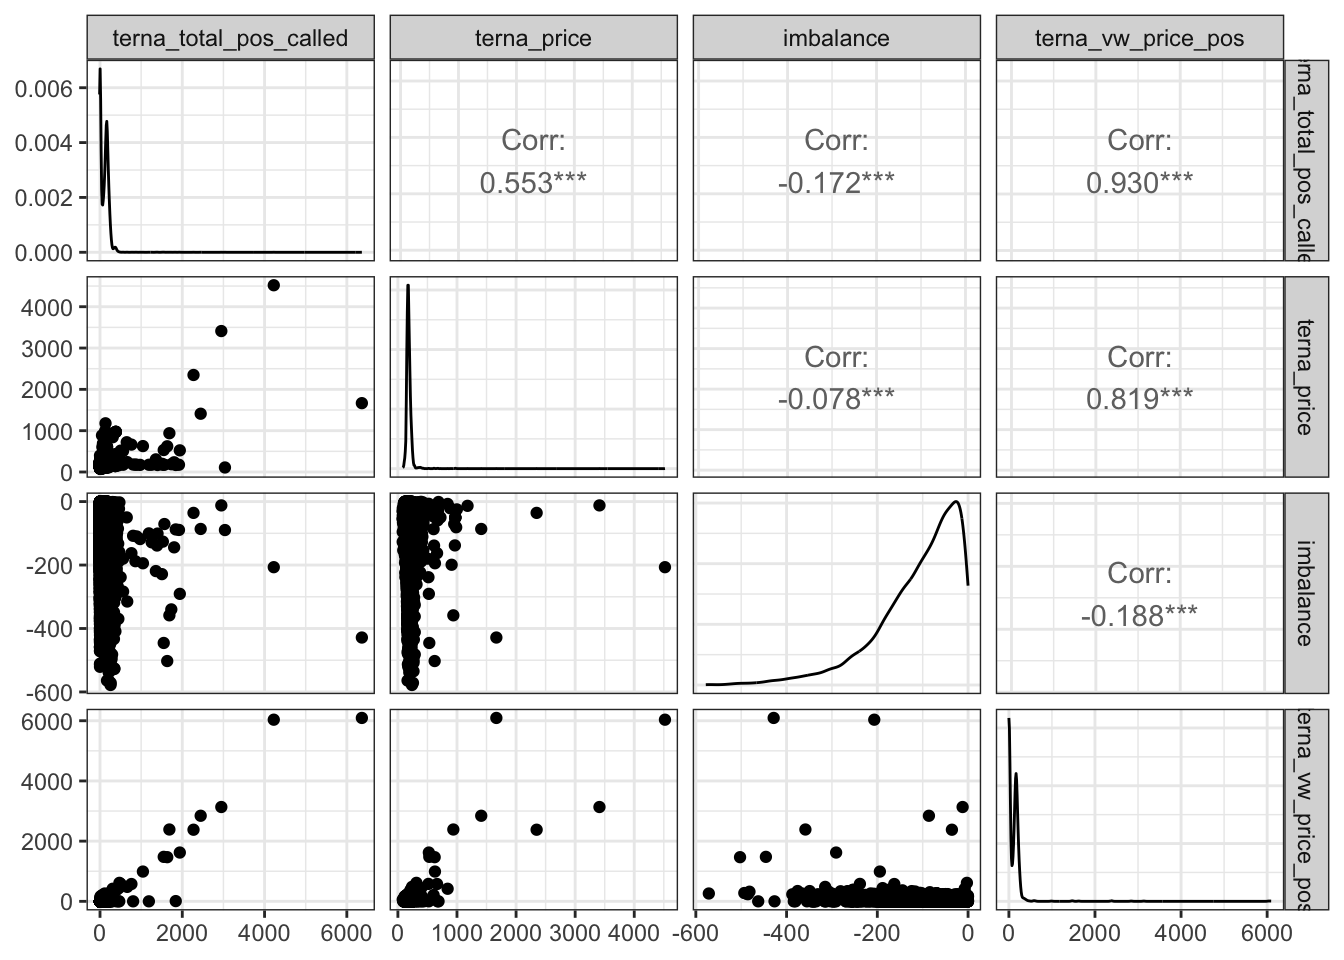 terna_total_pos_called terna_price imbalance terna_vw_price_pos
0.006
0.004
0.002
0.000
Corr:
0.553***
Corr:
-0.172***
Corr:
0.930***
rna_total_pos_calle
4000
3000
2000
1000
0
Corr:
-0.078***
Corr:
0.819***
terna_price
0
-200
-400
-600
Corr:
-0.188***
imbalance
6000
4000
2000
0
terna_vw_price_pos
0 2000 4000 6000
0 1000 2000 3000 4000
-600 -400 -200 0
0 2000 4000 6000